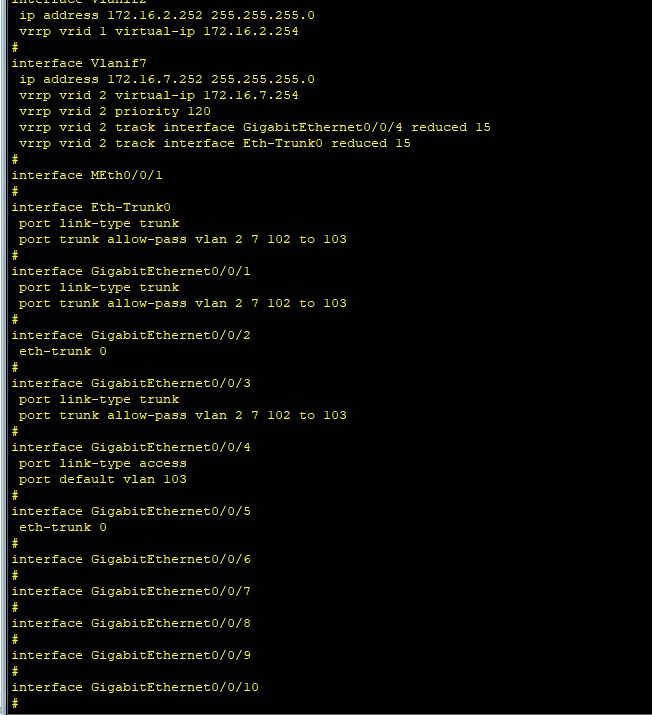 interface Vlanif2
 ip address 172.16.2.252 255.255.255.0
 vrrp vrid 1 virtual-ip 172.16.2.254
#
interface Vlanif7
 ip address 172.16.7.252 255.255.255.0
 vrrp vrid 2 virtual-ip 172.16.7.254
 vrrp vrid 2 priority 120
 vrrp vrid 2 track interface GigabitEthernet0/0/4 reduced 15
 vrrp vrid 2 track interface Eth-Trunk0 reduced 15
#
interface MEth0/0/1
#
interface Eth-Trunk0
 port link-type trunk
 port trunk allow-pass vlan 2 7 102 to 103
#
interface GigabitEthernet0/0/1
 port link-type trunk
 port trunk allow-pass vlan 2 7 102 to 103
#
interface GigabitEthernet0/0/2
 eth-trunk 0
#
interface GigabitEthernet0/0/3
 port link-type trunk
 port trunk allow-pass vlan 2 7 102 to 103
#
interface GigabitEthernet0/0/4
 port link-type access
 port default vlan 103
#
interface GigabitEthernet0/0/5
 eth-trunk 0
#
interface GigabitEthernet0/0/6
#
interface GigabitEthernet0/0/7
#
interface GigabitEthernet0/0/8
#
interface GigabitEthernet0/0/9
#
interface GigabitEthernet0/0/10
#